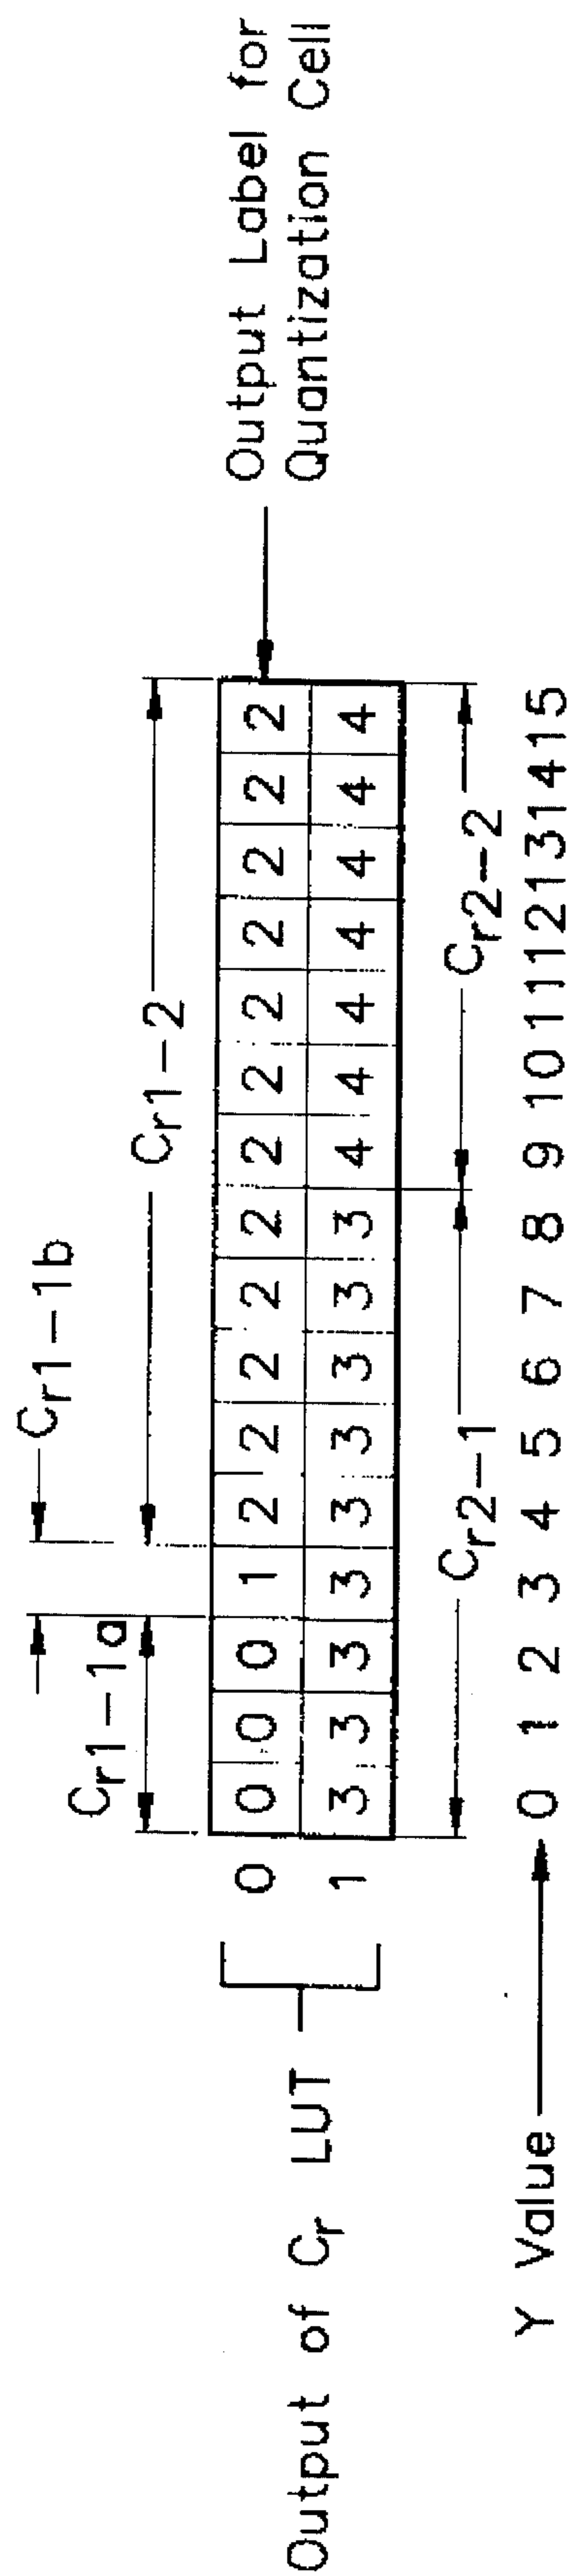 Cr1-1b
Cr1-1a
Cr1-2
Output of Cr LUT
0
0 0 0 1 2 2 2 2 2 2 2 2 2 2 2 2
1
3 3 3 3 3 3 3 3 3 4 4 4 4 4 4 4
Output Label for
Quantization Cell
Cr2-1
Cr2-2
Y Value
0 1 2 3 4 5 6 7 8 9 10 11 12 13 14 15